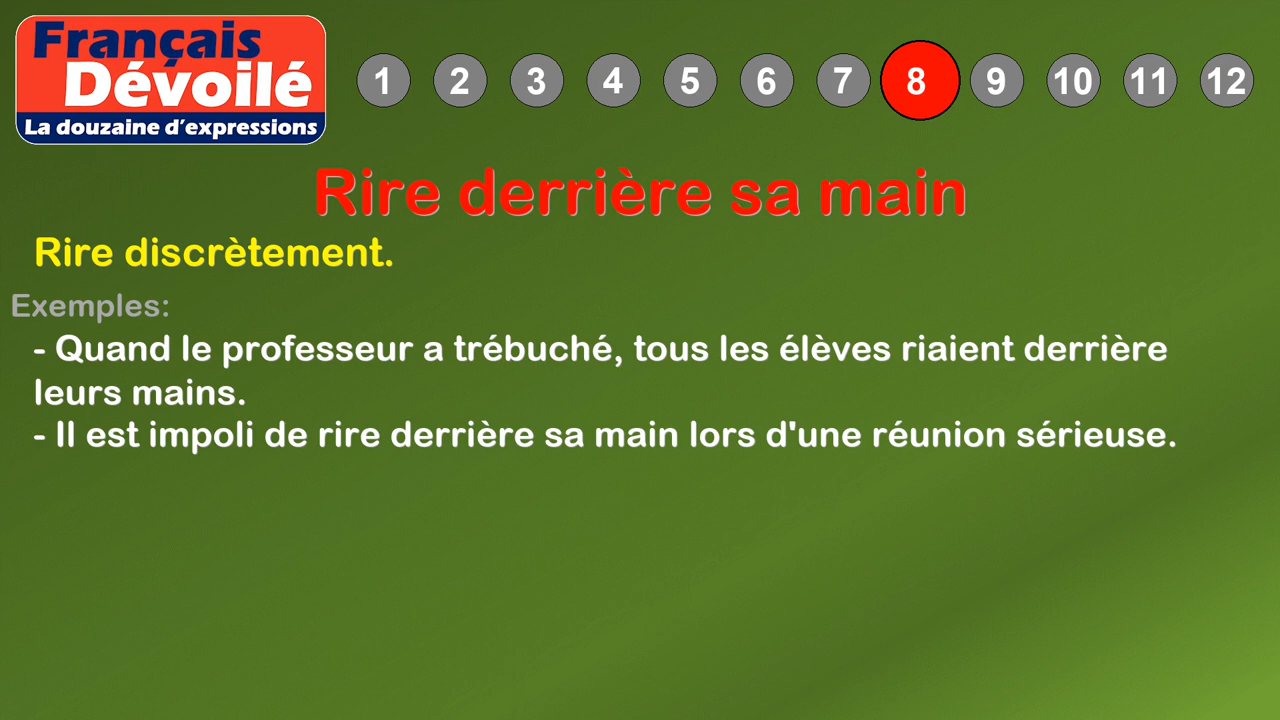 Français
Dévoilé
La douzaine d'expressions
1 2 3 4 5 6 7 8 9 10 11 12
Rire derrière sa main
Rire discrètement.
Exemples:
- Quand le professeur a trébuché, tous les élèves riaient derrière
leurs mains.
- Il est impoli de rire derrière sa main lors d'une réunion sérieuse.